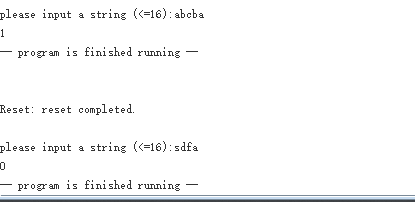 please input a string (<=16):abcba
1
— program is finished running —
Reset: reset completed.
please input a string (<=16):sdfa
0
— program is finished running —